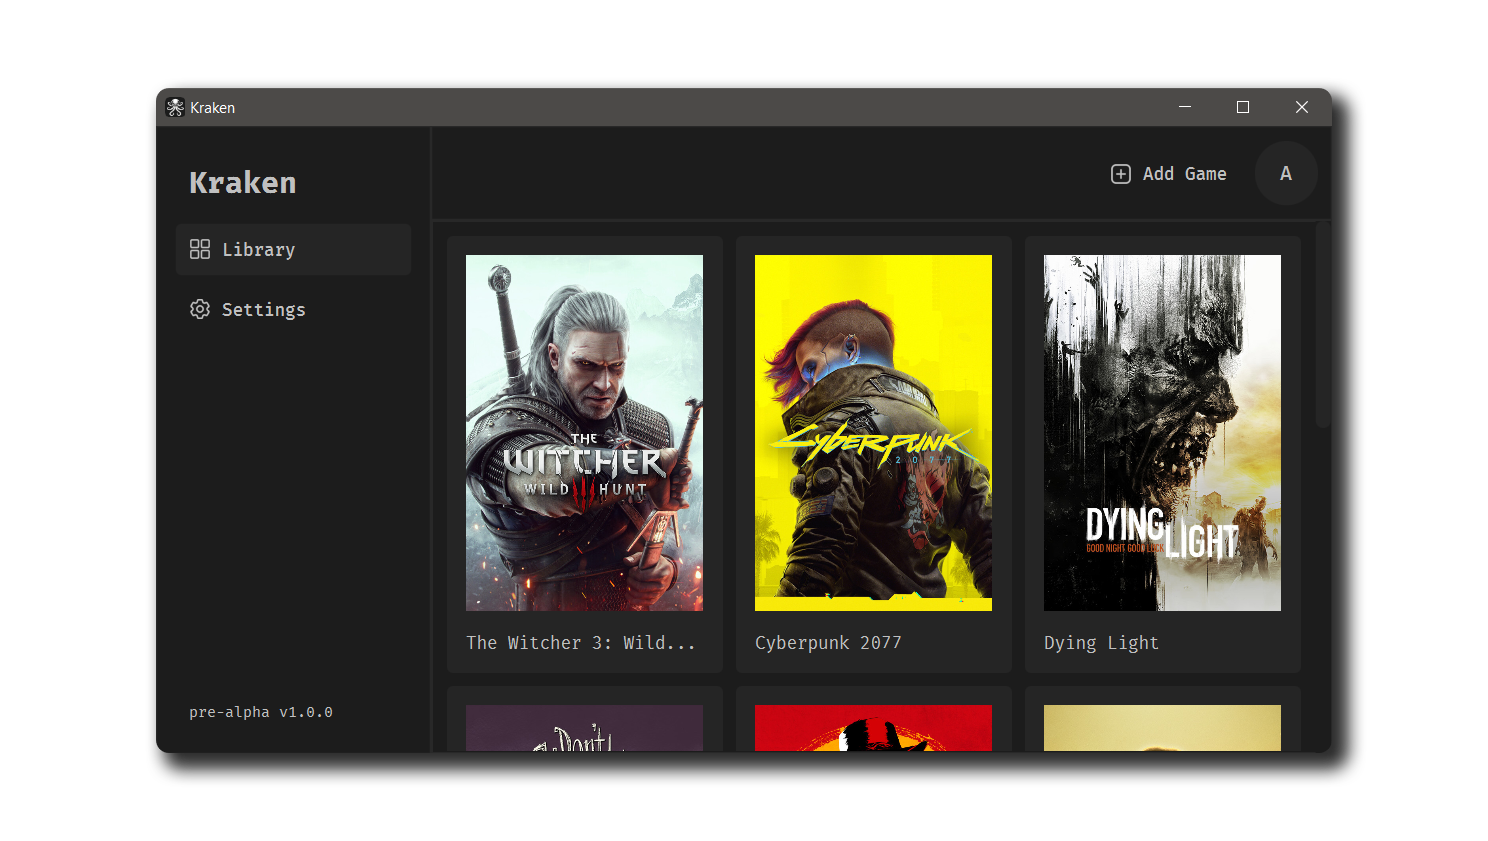 Kraken
Kraken
Add Game
A
Library
Settings
THE
WITCHER
WILD HUNT
Cyberpunk
2077
DYING
LIGHT
GOOD NIGHT GOOD LUCK
The Witcher 3: Wild...
Cyberpunk 2077
Dying Light
pre-alpha v1.0.0
Don't